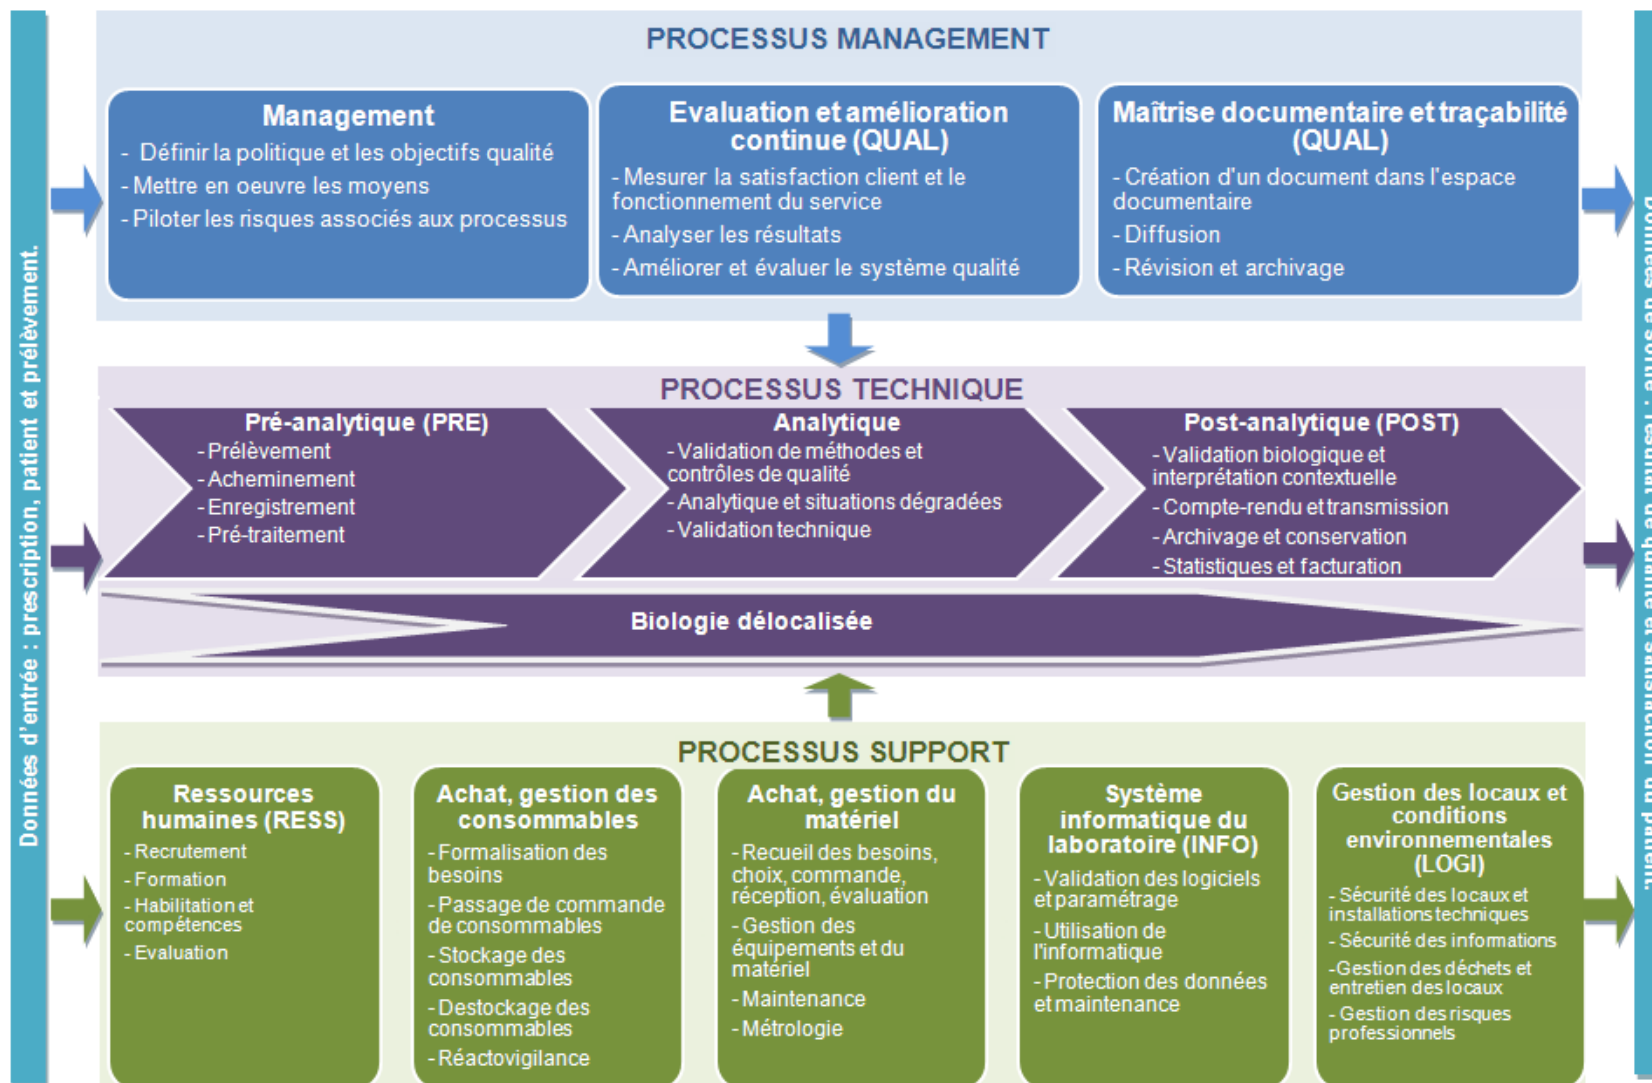 Données d'entrée : prescription, patient et prélèvement.
PROCESSUS MANAGEMENT
Management
- Définir la politique et les objectifs qualité
- Mettre en oeuvre les moyens
- Piloter les risques associés aux processus
Evaluation et amélioration
continue (QUAL)
- Mesurer la satisfaction client et le
fonctionnement du service
- Analyser les résultats
- Améliorer et évaluer le système qualité
Maîtrise documentaire et traçabilité
(QUAL)
- Création d'un document dans l'espace
documentaire
- Diffusion
- Révision et archivage
PROCESSUS TECHNIQUE
Pré-analytique (PRE)
- Prélèvement
- Acheminement
- Enregistrement
- Pré-traitement
Analytique
- Validation de méthodes et
contrôles de qualité
- Analytique et situations dégradées
- Validation technique
Post-analytique (POST)
- Validation biologique et
interprétation contextuelle
- Compte-rendu et transmission
- Archivage et conservation
- Statistiques et facturation
Biologie délocalisée
PROCESSUS SUPPORT
Ressources
humaines (RESS)
- Recrutement
- Formation
- Habilitation et
compétences
- Evaluation
Achat, gestion des
consommables
- Formalisation des
besoins
- Passage de commande
de consommables
- Stockage des
consommables
- Destockage des
consommables
- Réactovigilance
Achat, gestion du
matériel
- Recueil des besoins,
choix, commande,
réception, évaluation
- Gestion des
équipements et du
matériel
- Maintenance
- Métrologie
Système
informatique du
laboratoire (INFO)
- Validation des logiciels
et paramétrage
- Utilisation de
l'informatique
- Protection des données
et maintenance
Gestion des locaux et
conditions
environnementales
(LOGI)
- Sécurité des locaux et
installations techniques
- Sécurité des informations
- Gestion des déchets et
entretien des locaux
- Gestion des risques
professionnels
Données de sortie : résultat de qualité et satisfaction du patient.